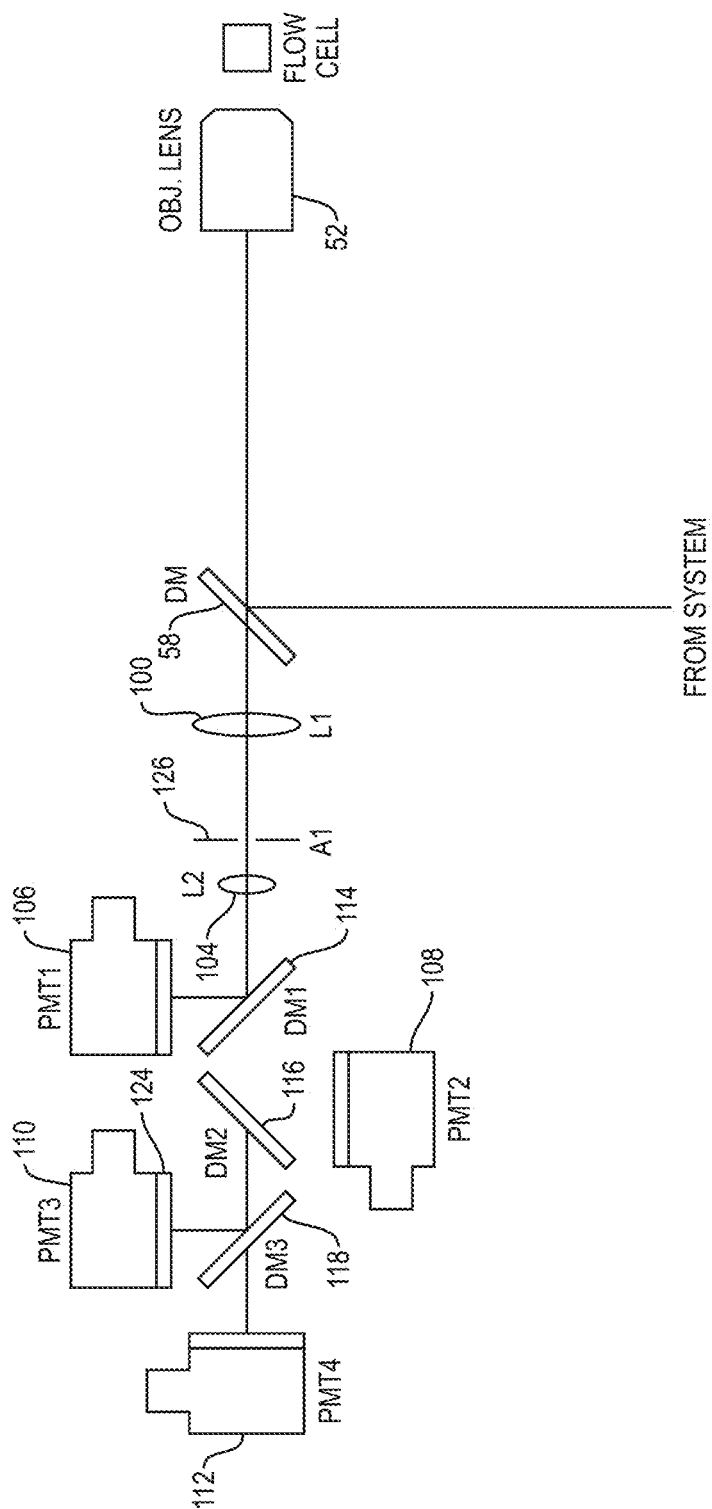 FLOW
CELL
OBJ. LENS
52
FROM SYSTEM
DM
58
100
L1
126
A1
L2
104
106
PMT1
114
DM1
108
PMT2
116
DM2
124
110
PMT3
118
DM3
PMT4
112